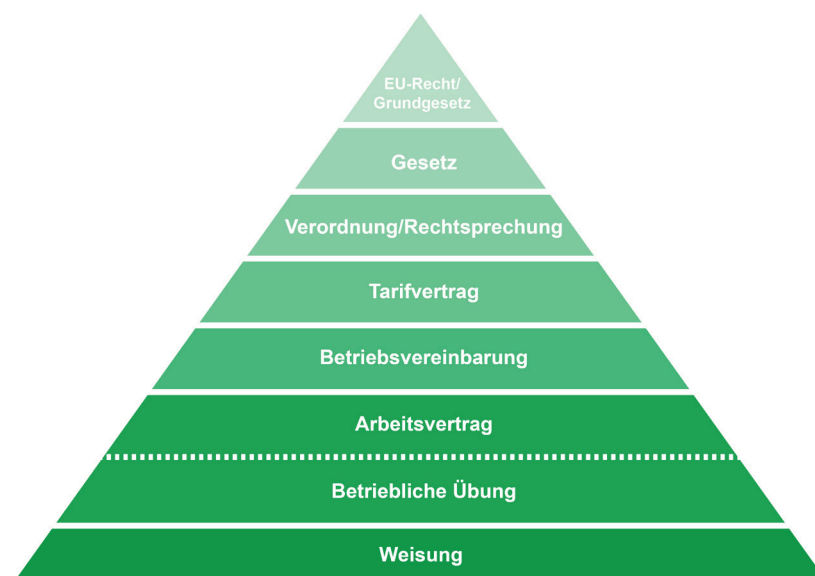 EU-Recht/
Grundgesetz
Gesetz
Verordnung/Rechtsprechung
Tarifvertrag
Betriebsvereinbarung
Arbeitsvertrag
Betriebliche Übung
Weisung